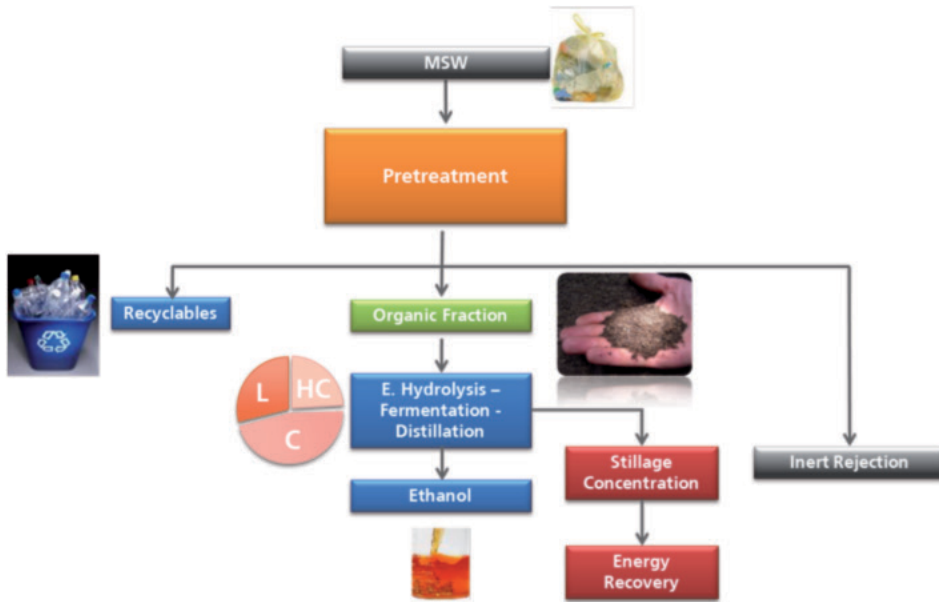 MSW
Pretreatment
Recyclables
Organic Fraction
L
HC
C
E. Hydrolysis –
Fermentation -
Distillation
Stillage
Concentration
Inert Rejection
Ethanol
Energy
Recovery